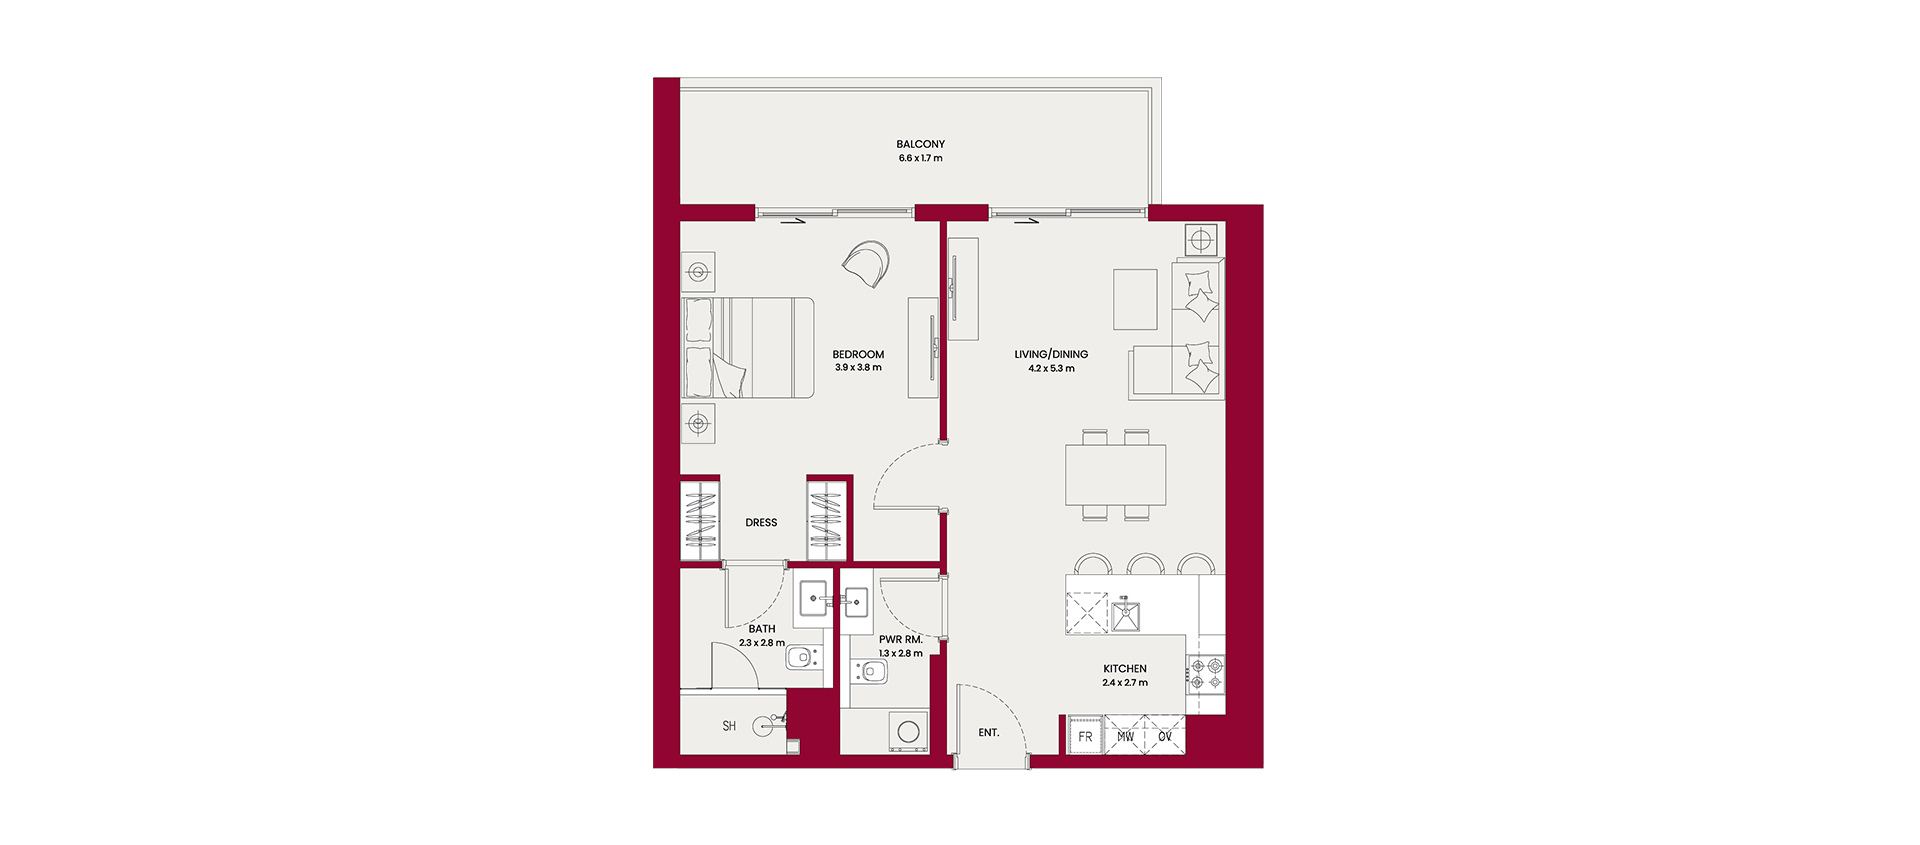 BALCONY
6.6 x 1.7 m
BEDROOM
3.9 x 3.8 m
LIVING/DINING
4.2 x 5.3 m
DRESS
BATH
2.3 x 2.8 m
PWR RM.
1.3 x 2.8 m
KITCHEN
2.4 x 2.7 m
SH
ENT.
FR
MW
OV